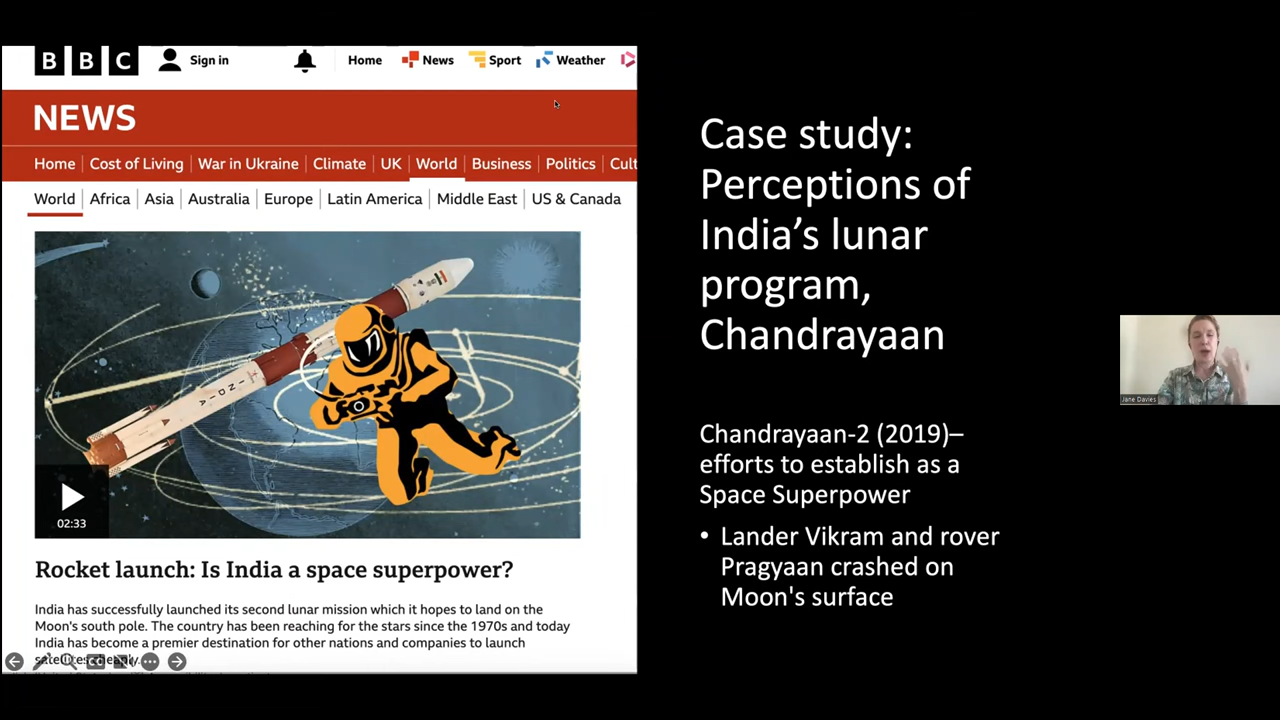 BBC Sign in Home News Sport Weather
NEWS
Home Cost of Living War in Ukraine Climate UK World Business Politics Cult
World Africa Asia Australia Europe Latin America Middle East US & Canada
INDIA
02:33
Rocket launch: Is India a space superpower?
India has successfully launched its second lunar mission which it hopes to land on the
Moon's south pole. The country has been reaching for the stars since the 1970s and today
India has become a premier destination for other nations and companies to launch
satellites cheaply.
Case study:
Perceptions of
India’s lunar
program,
Chandrayaan
Chandrayaan-2 (2019)–
efforts to establish as a
Space Superpower
• Lander Vikram and rover
Pragyaan crashed on
Moon's surface
Jane Davies